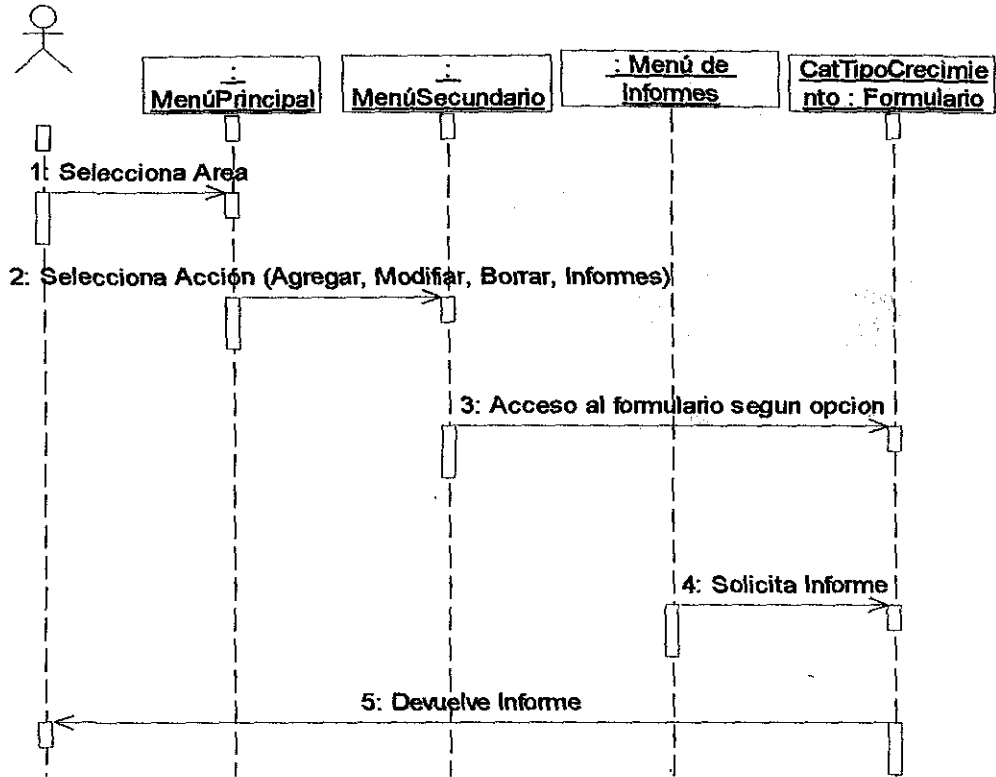 :
MenúPrincipal
:
MenúSecundario
: Menú de
Informes
CatTipoCrecimie
nto : Formulario
1: Selecciona Area
2: Selecciona Acción (Agregar, Modifiar, Borrar, Informes)
3: Acceso al formulario segun opcion
4: Solicita Informe
5: Devuelve Informe